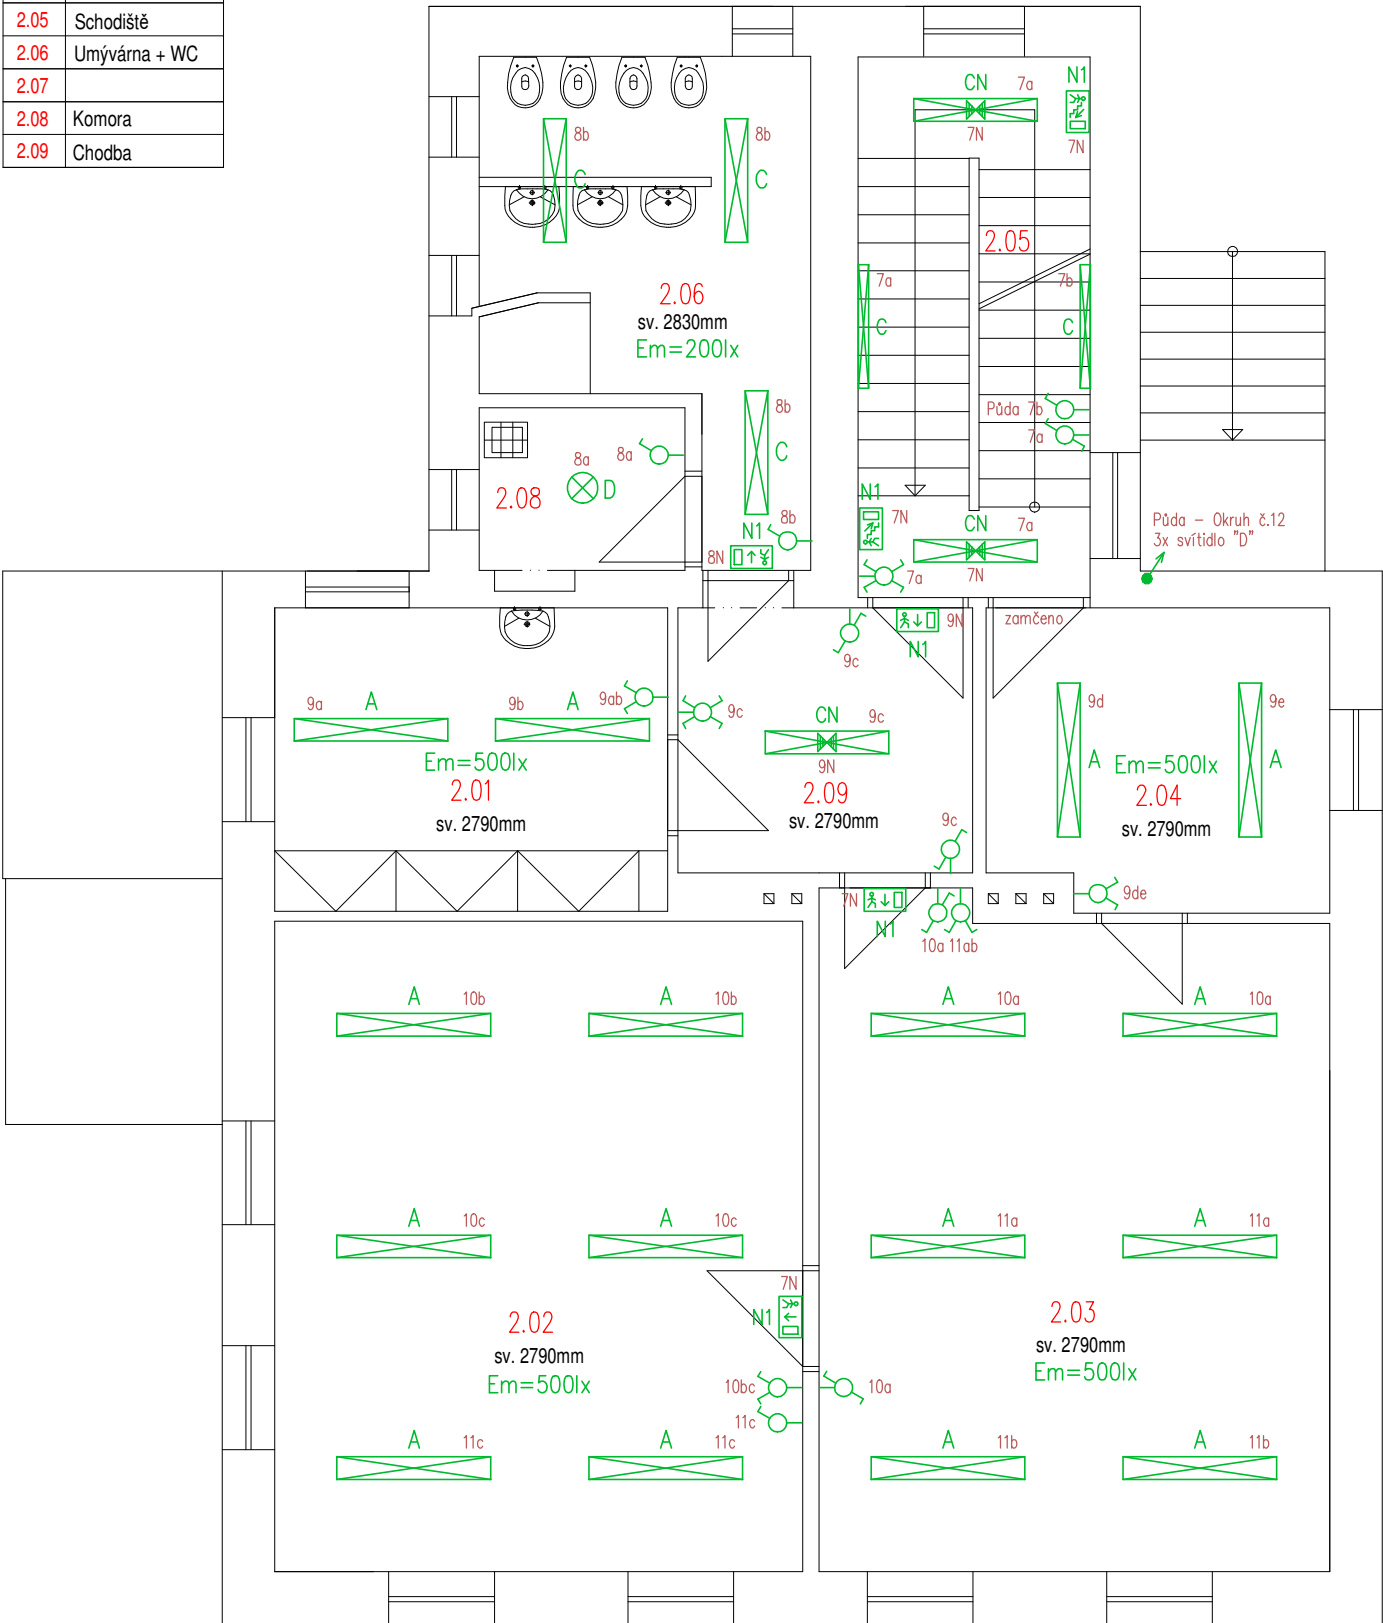 2.05 Schodiště
2.06 Umývárna + WC
2.07
2.08 Komora
2.09 Chodba
CN 7a N1
7N 7N
8b 8b
C C
2.05
7a 7b
C C
2.06
sv. 2830mm
Em=200lx
8b
C
Půda 7b
7a
8a 8a
D
2.08
8b
N1
8N
N1 7N
CN 7a
7N
7a
Půda – Okruh č.12
3x svítidlo "D"
9N
N1
zamčeno
9c
9a A 9b A 9ab
9c
CN 9c
9N
9d 9e
A A
Em=500lx
2.01
sv. 2790mm
2.09
sv. 2790mm
Em=500lx
2.04
sv. 2790mm
9c
7N
N1
10a 11ab
9de
A 10b A 10b
A 10a A 10a
A 10c A 10c
A 11a A 11a
7N
N1
2.02
sv. 2790mm
Em=500lx
2.03
sv. 2790mm
Em=500lx
10bc 10a
11c
A 11c A 11c
A 11b A 11b